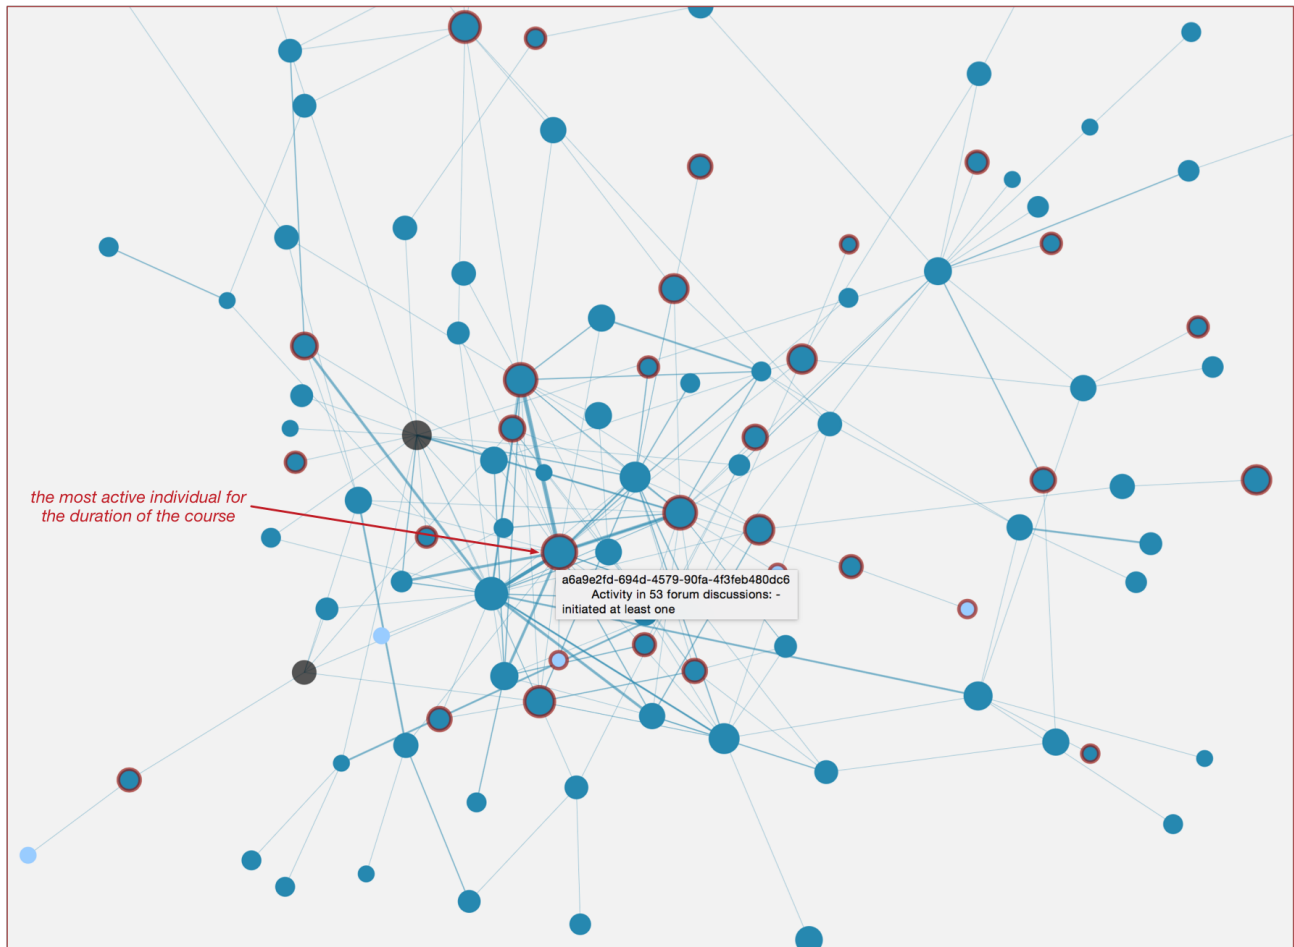 the most active individual for
the duration of the course
a6a9e2fd-694d-4579-90fa-4f3feb480dc6
Activity in 53 forum discussions: -
initiated at least one